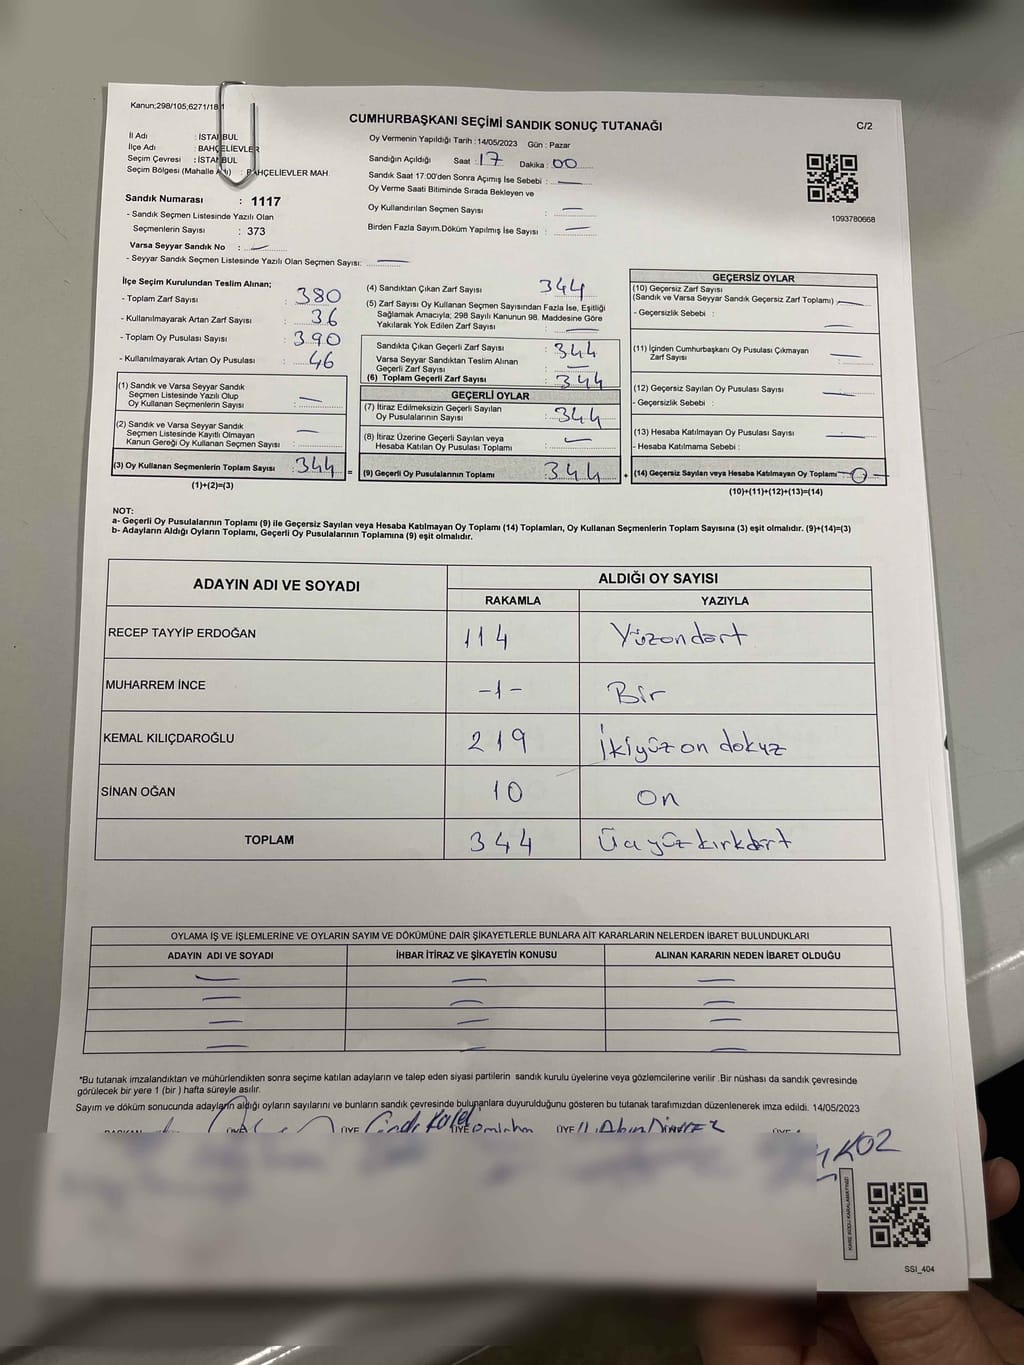 Kanun;298/105;6271/18/1
CUMHURBAŞKANI SEÇİMİ SANDIK SONUÇ TUTANAĞI
C/2
İl Adı : İSTANBUL
İlçe Adı : BAHÇELİEVLER
Seçim Çevresi : İSTANBUL
Seçim Bölgesi (Mahalle Adı) : BAHÇELİEVLER MAH.
Oy Vermenin Yapıldığı Tarih : 14/05/2023 Gün : Pazar
Sandığın Açıldığı Saat : 17 Dakika : 00
Sandık Saat 17.00'den Sonra Açımış İse Sebebi : —
Oy Verme Saati Bitiminde Sırada Bekleyen ve
Oy Kullandırılan Seçmen Sayısı : —
Birden Fazla Sayım.Döküm Yapılmış İse Sayısı : —
1093780668
Sandık Numarası : 1117
- Sandık Seçmen Listesinde Yazılı Olan
Seçmenlerin Sayısı : 373
Varsa Seyyar Sandık No : —
- Seyyar Sandık Seçmen Listesinde Yazılı Olan Seçmen Sayısı: —
İlçe Seçim Kurulundan Teslim Alınan;
- Toplam Zarf Sayısı : 380
- Kullanılmayarak Artan Zarf Sayısı : 36
- Toplam Oy Pusulası Sayısı : 390
- Kullanılmayarak Artan Oy Pusulası : 46
(1) Sandık ve Varsa Seyyar Sandık
Seçmen Listesinde Yazılı Olup
Oy Kullanan Seçmenlerin Sayısı : —
(2) Sandık ve Varsa Seyyar Sandık
Seçmen Listesinde Kayıtlı Olmayan
Kanun Gereği Oy Kullanan Seçmen Sayısı : —
(3) Oy Kullanan Seçmenlerin Toplam Sayısı : 344 =
(1)+(2)=(3)
(4) Sandıktan Çıkan Zarf Sayısı : 344
(5) Zarf Sayısı Oy Kullanan Seçmen Sayısından Fazla İse, Eşitliği
Sağlamak Amacıyla; 298 Sayılı Kanunun 98. Maddesine Göre
Yakılarak Yok Edilen Zarf Sayısı : —
Sandıkta Çıkan Geçerli Zarf Sayısı : 344
Varsa Seyyar Sandıktan Teslim Alınan
Geçerli Zarf Sayısı : —
(6) Toplam Geçerli Zarf Sayısı : 344
GEÇERLİ OYLAR
(7) İtiraz Edilmeksizin Geçerli Sayılan
Oy Pusulalarının Sayısı : 344
(8) İtiraz Üzerine Geçerli Sayılan veya
Hesaba Katılan Oy Pusulası Toplamı : —
(9) Geçerli Oy Pusulalarının Toplamı : 344 +
GEÇERSİZ OYLAR
(10) Geçersiz Zarf Sayısı
(Sandık ve Varsa Seyyar Sandık Geçersiz Zarf Toplamı) : —
- Geçersizlik Sebebi : —
(11) İçinden Cumhurbaşkanı Oy Pusulası Çıkmayan
Zarf Sayısı : —
(12) Geçersiz Sayılan Oy Pusulası Sayısı : —
- Geçersizlik Sebebi :
(13) Hesaba Katılmayan Oy Pusulası Sayısı : —
- Hesaba Katılmama Sebebi :
(14) Geçersiz Sayılan veya Hesaba Katılmayan Oy Toplamı : 0
(10)+(11)+(12)+(13)=(14)
NOT:
a- Geçerli Oy Pusulalarının Toplamı (9) ile Geçersiz Sayılan veya Hesaba Katılmayan Oy Toplamı (14) Toplamları, Oy Kullanan Seçmenlerin Toplam Sayısına (3) eşit olmalıdır. (9)+(14)=(3)
b- Adayların Aldığı Oyların Toplamı, Geçerli Oy Pusulalarının Toplamına (9) eşit olmalıdır.
ADAYIN ADI VE SOYADI ALDIĞI OY SAYISI
RAKAMLA YAZIYLA
RECEP TAYYİP ERDOĞAN 114 Yüzondört
MUHARREM İNCE -1- Bir
KEMAL KILIÇDAROĞLU 219 İkiyüz on dokuz
SİNAN OĞAN 10 On
TOPLAM 344 Üçyüzkırkdört
OYLAMA İŞ VE İŞLEMLERİNE VE OYLARIN SAYIM VE DÖKÜMÜNE DAİR ŞİKAYETLERLE BUNLARA AİT KARARLARIN NELERDEN İBARET BULUNDUKLARI
ADAYIN ADI VE SOYADI İHBAR İTİRAZ VE ŞİKAYETİN KONUSU ALINAN KARARIN NEDEN İBARET OLDUĞU
— — —
— — —
— — —
— — —
*Bu tutanak imzalandıktan ve mühürlendikten sonra seçime katılan adayların ve talep eden siyasi partilerin sandık kurulu üyelerine veya gözlemcilerine verilir .Bir nüshası da sandık çevresinde
görülecek bir yere 1 (bir ) hafta süreyle asılır.
Sayım ve döküm sonucunda adayların aldığı oyların sayılarını ve bunların sandık çevresinde bulunanlara duyurulduğunu gösteren bu tutanak tarafımızdan düzenlenerek imza edildi. 14/05/2023
BAŞKAN ÜYE ÜYE ÜYE ÜYE ÜYE
SSI_404